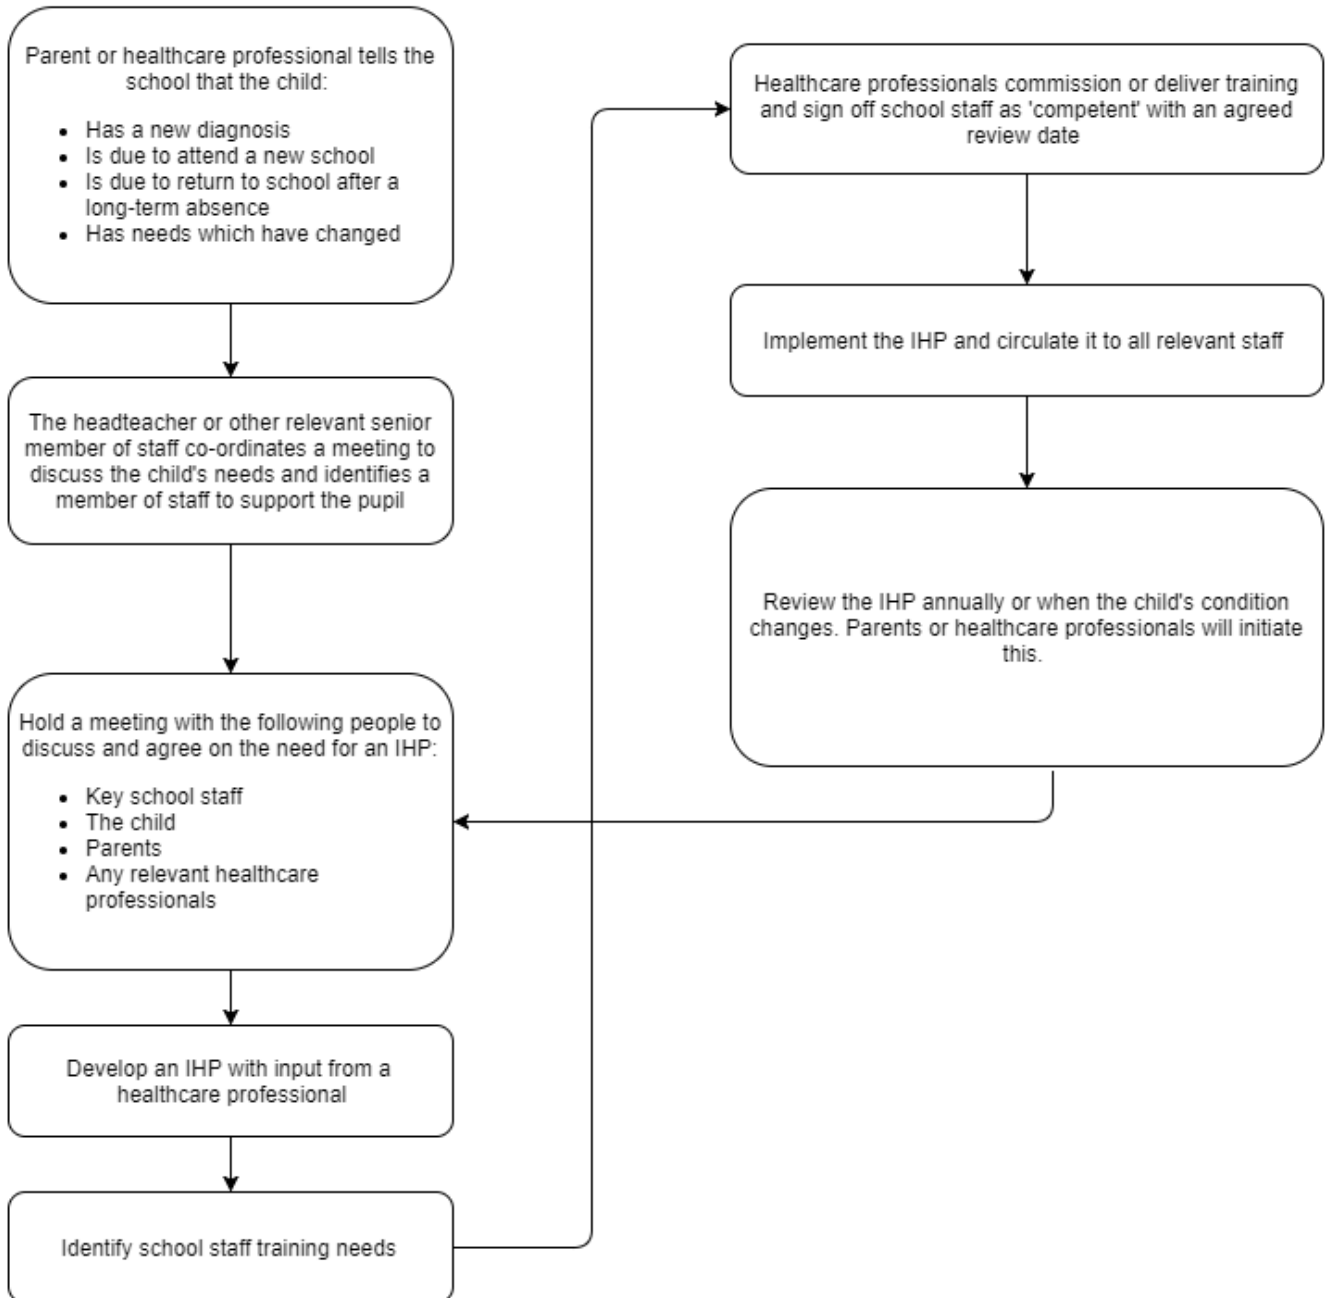 Parent or healthcare professional tells the
school that the child:
• Has a new diagnosis
• Is due to attend a new school
• Is due to return to school after a
long-term absence
• Has needs which have changed
The headteacher or other relevant senior
member of staff co-ordinates a meeting to
discuss the child's needs and identifies a
member of staff to support the pupil
Hold a meeting with the following people to
discuss and agree on the need for an IHP:
• Key school staff
• The child
• Parents
• Any relevant healthcare
professionals
Develop an IHP with input from a
healthcare professional
Identify school staff training needs
Healthcare professionals commission or deliver training
and sign off school staff as 'competent' with an agreed
review date
Implement the IHP and circulate it to all relevant staff
Review the IHP annually or when the child's condition
changes. Parents or healthcare professionals will initiate
this.